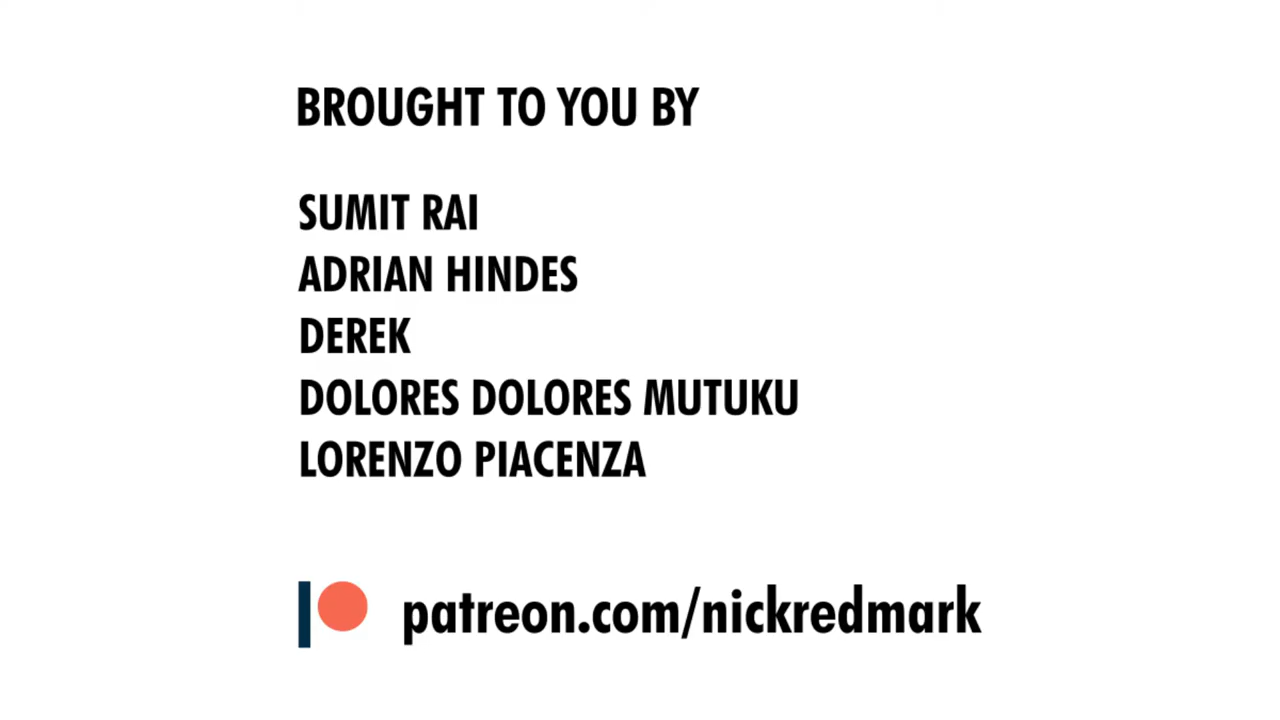 BROUGHT TO YOU BY
SUMIT RAI
ADRIAN HINDES
DEREK
DOLORES DOLORES MUTUKU
LORENZO PIACENZA
patreon.com/nickredmark